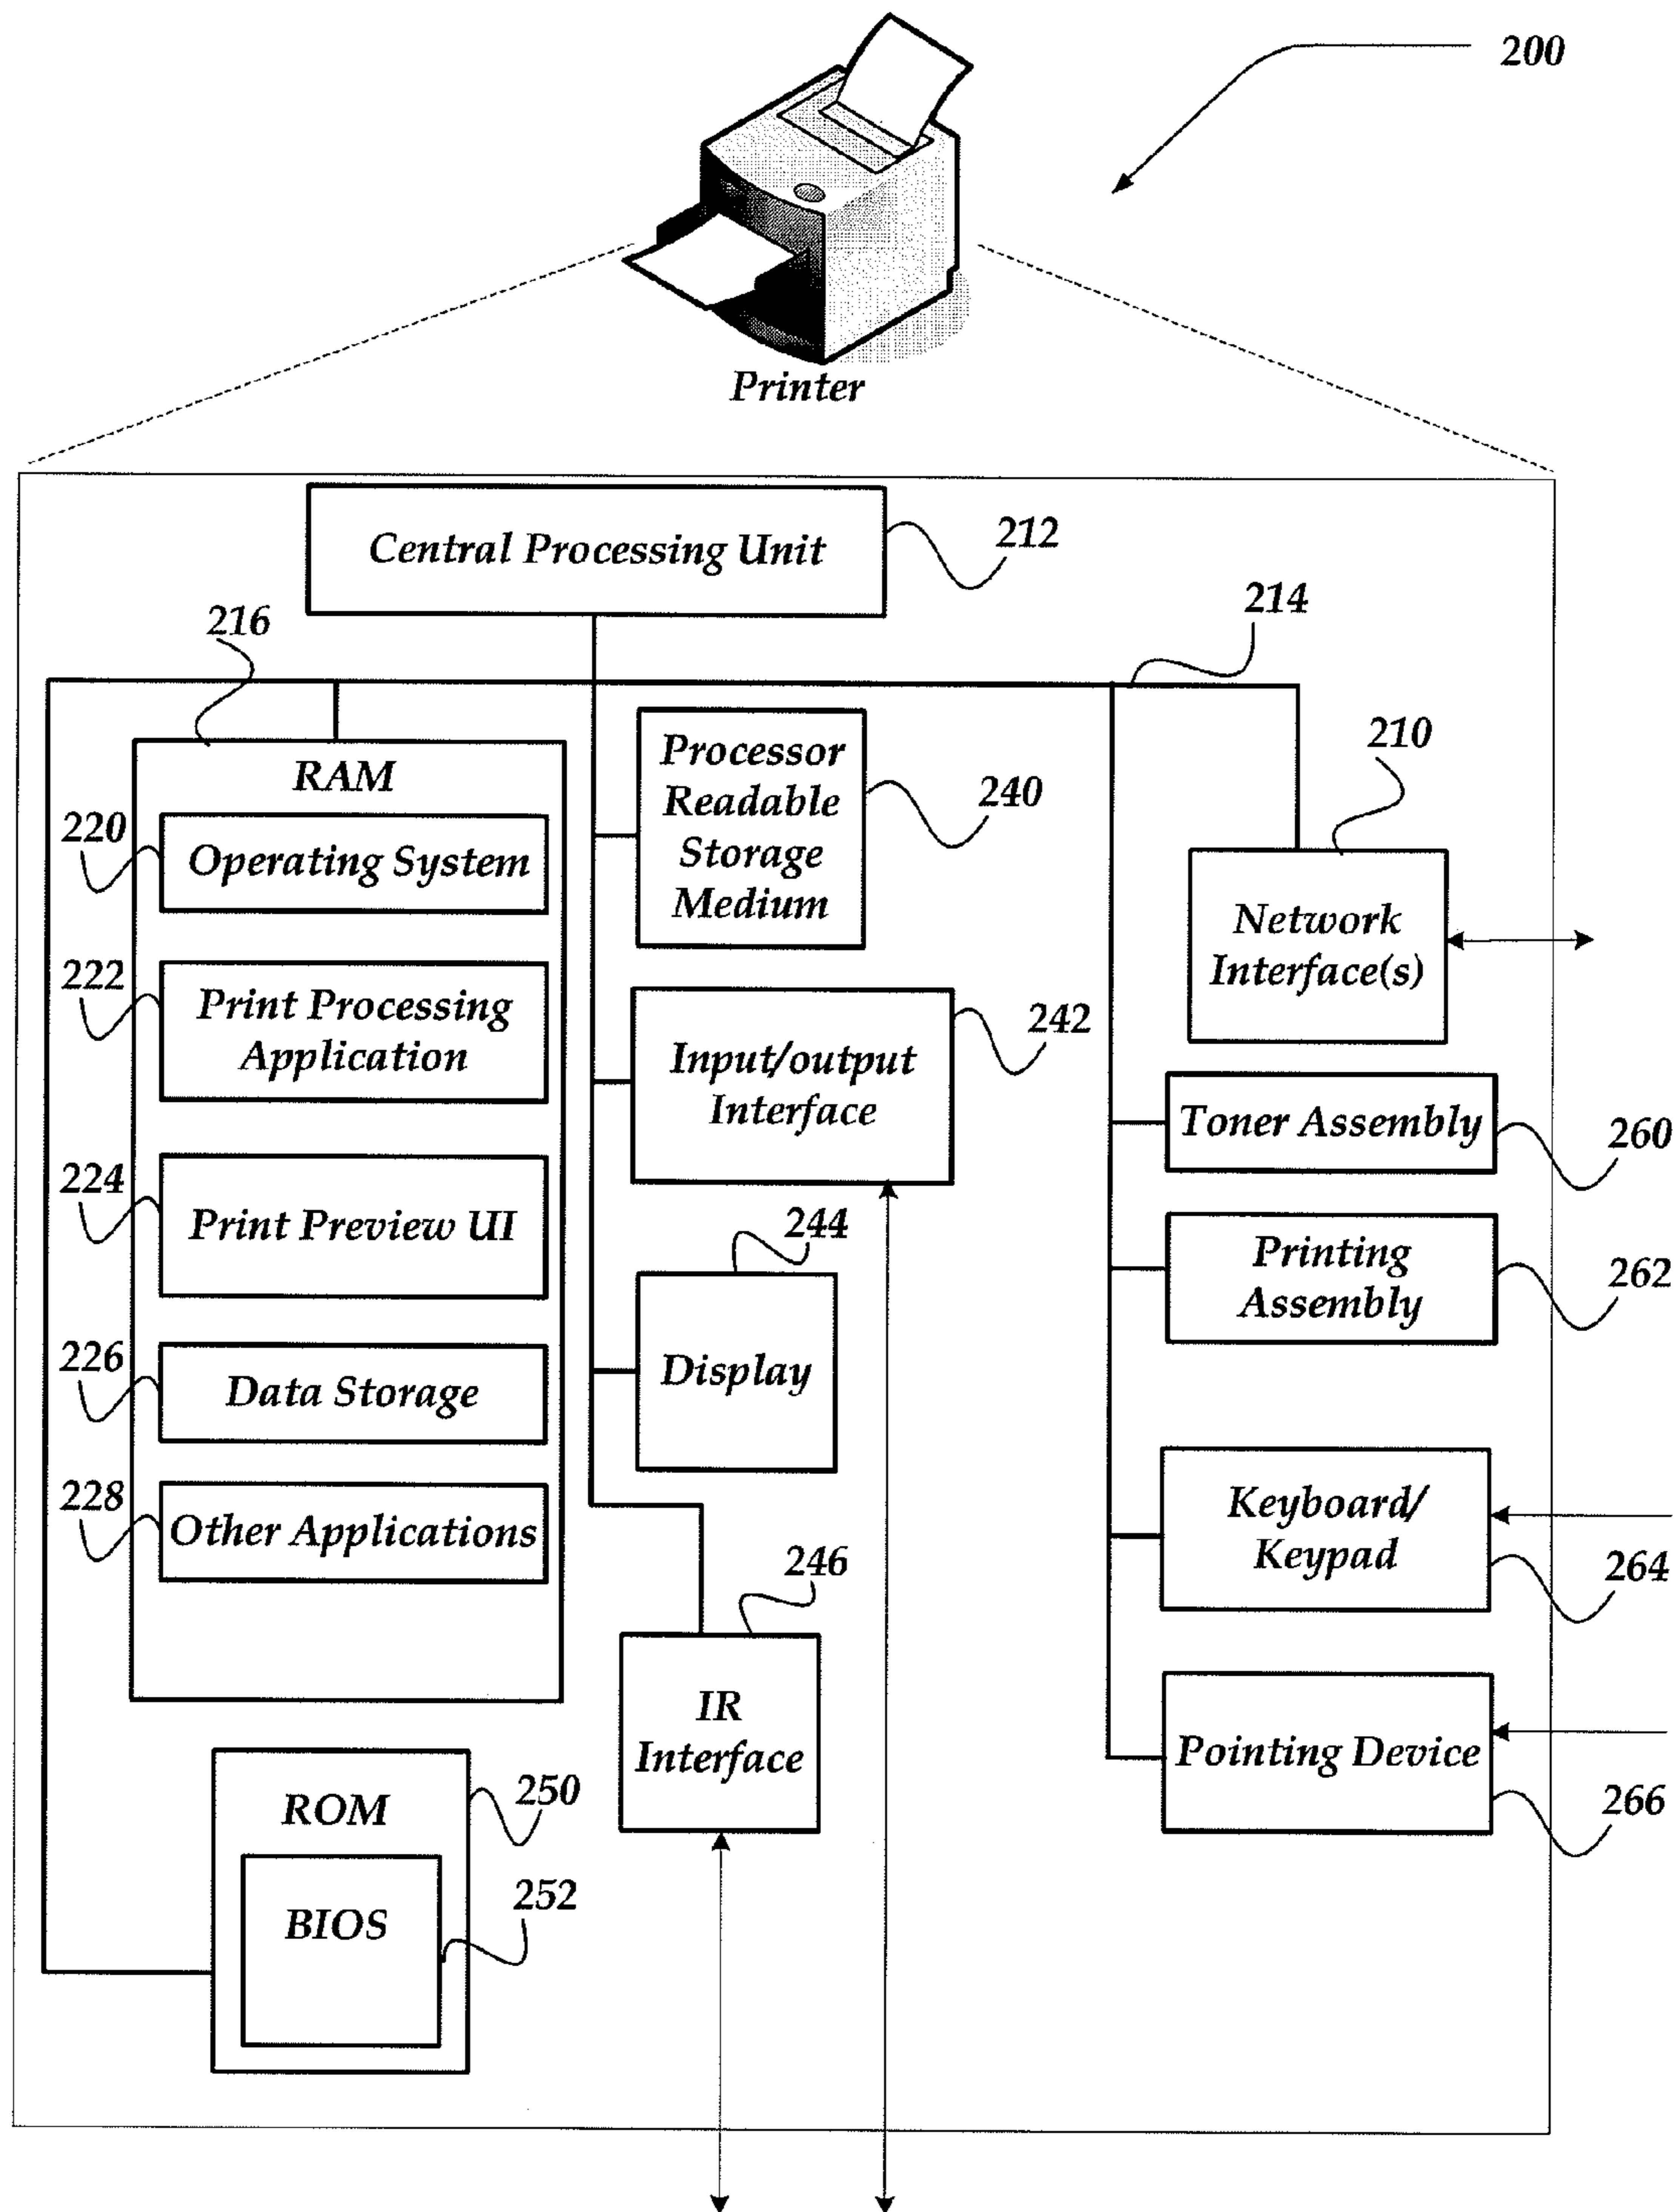 200
Printer
Central Processing Unit
212
216
214
RAM
220
Operating System
222
Print Processing
Application
224
Print Preview UI
226
Data Storage
228
Other Applications
Processor
Readable
Storage
Medium
240
Input/output
Interface
242
244
Display
246
IR
Interface
210
Network
Interface(s)
Toner Assembly
260
Printing
Assembly
262
Keyboard/
Keypad
264
Pointing Device
266
ROM
250
BIOS
252